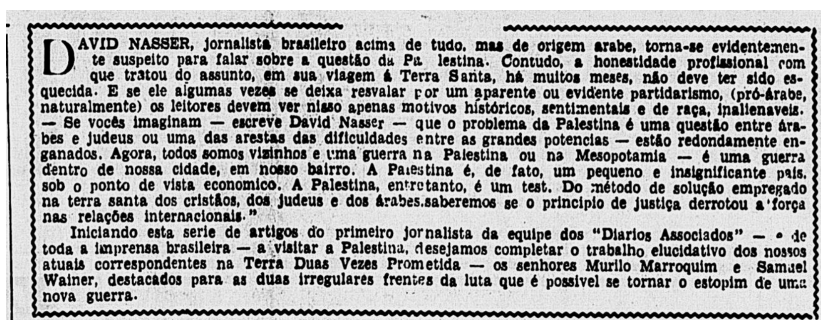 DAVID NASSER, jornalista brasileiro acima de tudo, mas de origem arabe, torna-se evidentemen-
te suspeito para falar sobre a questão da Pa lestina. Contudo, a honestidade profissional com
que tratou do assunto, em sua viagem á Terra Santa, há muitos meses, não deve ter sido es-
quecida. E se ele algumas vezes se deixa resvalar por um aparente ou evidente partidarismo, (pró-árabe,
naturalmente) os leitores devem ver nisso apenas motivos históricos, sentimentais e de raça, inalienaveis.
— Se vocês imaginam — escreve David Nasser — que o problema da Palestina é uma questão entre ára-
bes e judeus ou uma das arestas das dificuldades entre as grandes potencias — estão redondamente en-
ganados. Agora, todos somos vizinhos e uma guerra na Palestina ou na Mesopotamia — é uma guerra
dentro de nossa cidade, em nosso bairro. A Palestina é, de fato, um pequeno e insignificante país,
sob o ponto de vista economico. A Palestina, entretanto, é um test. Do método de solução empregado
na terra santa dos cristãos, dos judeus e dos árabes.saberemos se o principio de justiça derrotou a força
nas relações internacionais."
Iniciando esta serie de artigos do primeiro jornalista da equipe dos "Diarios Associados" — e de
toda a imprensa brasileira — a visitar a Palestina, desejamos completar o trabalho elucidativo dos nossos
atuais correspondentes na Terra Duas Vezes Prometida — os senhores Murilo Marroquim e Samuel
Wainer, destacados para as duas irregulares frentes da luta que é possivel se tornar o estopim de uma
nova guerra.